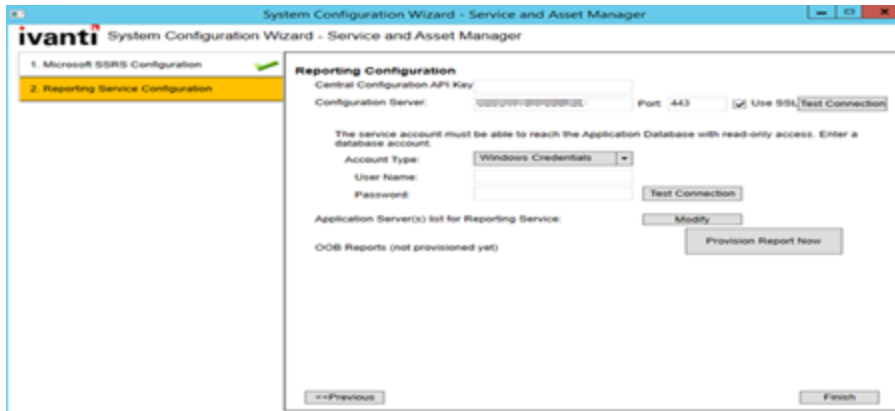 System Configuration Wizard - Service and Asset Manager
ivanti System Configuration Wizard - Service and Asset Manager
1. Microsoft SSRS Configuration
2. Reporting Service Configuration
Reporting Configuration
Central Configuration API Key
Configuration Server: Port: 443 Use SSL Test Connection
The service account must be able to reach the Application Database with read-only access. Enter a
database account.
Account Type: Windows Credentials
User Name:
Password: Test Connection
Application Server(s) list for Reporting Service: Modify
OOB Reports (not provisioned yet) Provision Report Now
<<Previous Finish